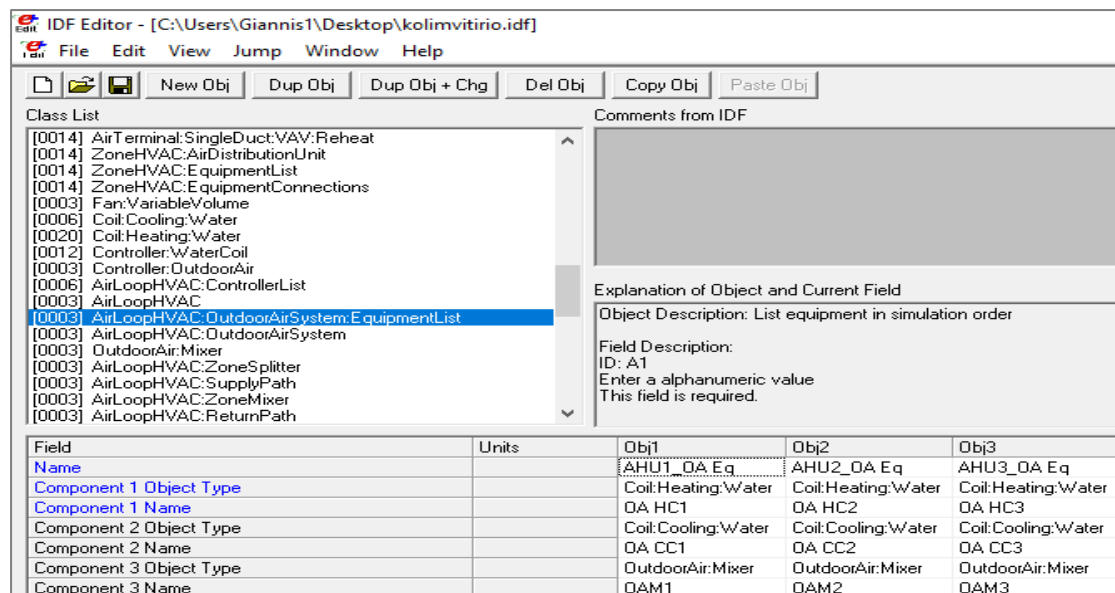 IDF Editor - [C:\Users\Giannis1\Desktop\kolimvitirio.idf]
File Edit View Jump Window Help
New Obj Dup Obj Dup Obj + Chg Del Obj Copy Obj Paste Obj
Class List
[0014] AirTerminal:SingleDuct:VAV:Reheat
[0014] ZoneHVAC:AirDistributionUnit
[0014] ZoneHVAC:EquipmentList
[0014] ZoneHVAC:EquipmentConnections
[0003] Fan:VariableVolume
[0006] Coil:Cooling:Water
[0020] Coil:Heating:Water
[0012] Controller:WaterCoil
[0003] Controller:OutdoorAir
[0006] AirLoopHVAC:ControllerList
[0003] AirLoopHVAC
[0003] AirLoopHVAC:OutdoorAirSystem:EquipmentList
[0003] AirLoopHVAC:OutdoorAirSystem
[0003] OutdoorAir:Mixer
[0003] AirLoopHVAC:ZoneSplitter
[0003] AirLoopHVAC:SupplyPath
[0003] AirLoopHVAC:ZoneMixer
[0003] AirLoopHVAC:ReturnPath
Comments from IDF
Explanation of Object and Current Field
Object Description: List equipment in simulation order
Field Description:
ID: A1
Enter a alphanumeric value
This field is required.
Field Units Obj1 Obj2 Obj3
Name AHU1_OA Eq AHU2_OA Eq AHU3_OA Eq
Component 1 Object Type Coil:Heating:Water Coil:Heating:Water Coil:Heating:Water
Component 1 Name OA HC1 OA HC2 OA HC3
Component 2 Object Type Coil:Cooling:Water Coil:Cooling:Water Coil:Cooling:Water
Component 2 Name OA CC1 OA CC2 OA CC3
Component 3 Object Type OutdoorAir:Mixer OutdoorAir:Mixer OutdoorAir:Mixer
Component 3 Name OAM1 OAM2 OAM3